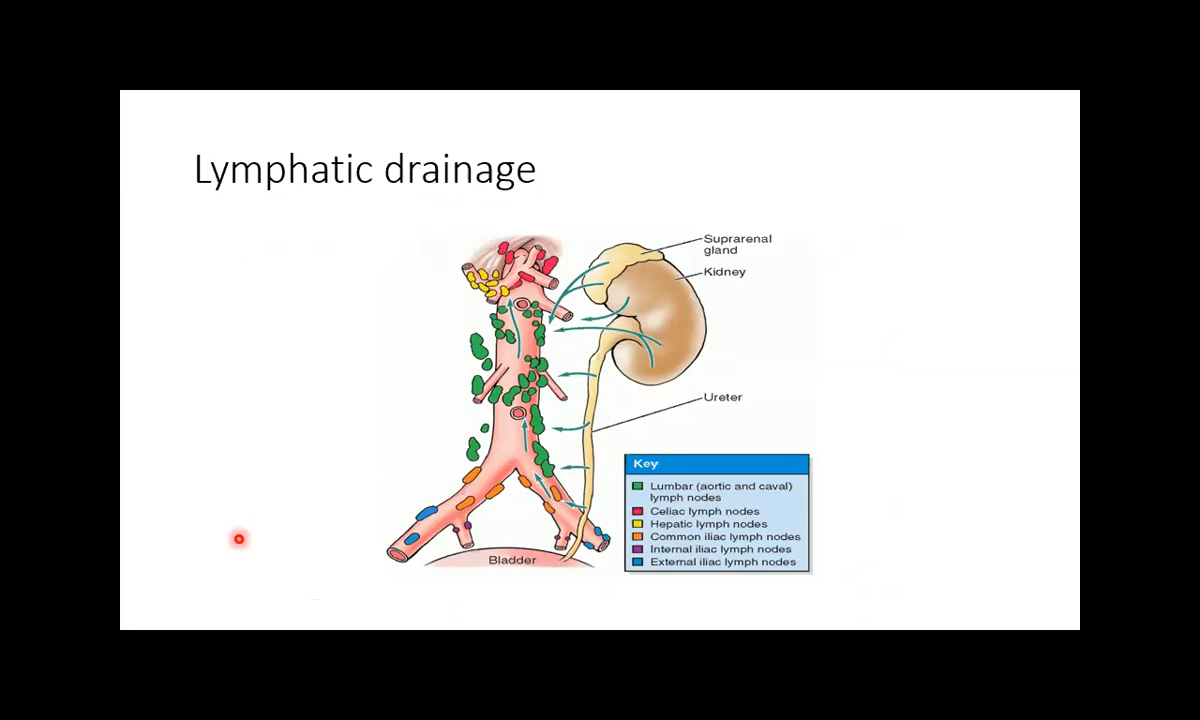 Lymphatic drainage
Suprarenal
gland
Kidney
Ureter
Key
Lumbar (aortic and caval)
lymph nodes
Celiac lymph nodes
Hepatic lymph nodes
Common iliac lymph nodes
Internal iliac lymph nodes
External iliac lymph nodes
Bladder